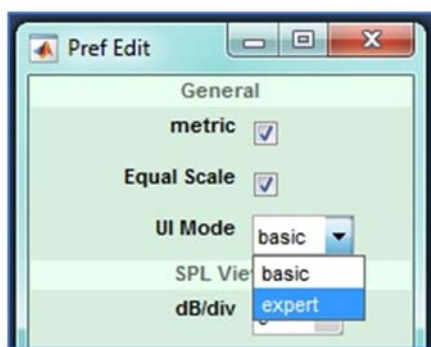 Pref Edit
General
metric
Equal Scale
UI Mode basic
basic
SPL Vie
expert
dB/div